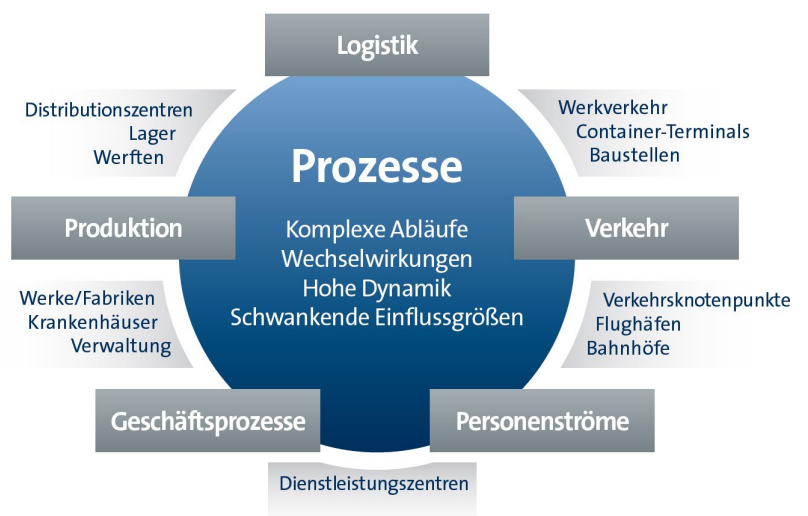 Logistik
Distributionszentren
Lager
Werften
Werkverkehr
Container-Terminals
Baustellen
Prozesse
Komplexe Abläufe
Wechselwirkungen
Hohe Dynamik
Schwankende Einflussgrößen
Produktion
Verkehr
Werke/Fabriken
Krankenhäuser
Verwaltung
Verkehrsknotenpunkte
Flughäfen
Bahnhöfe
Geschäftsprozesse
Personenströme
Dienstleistungszentren